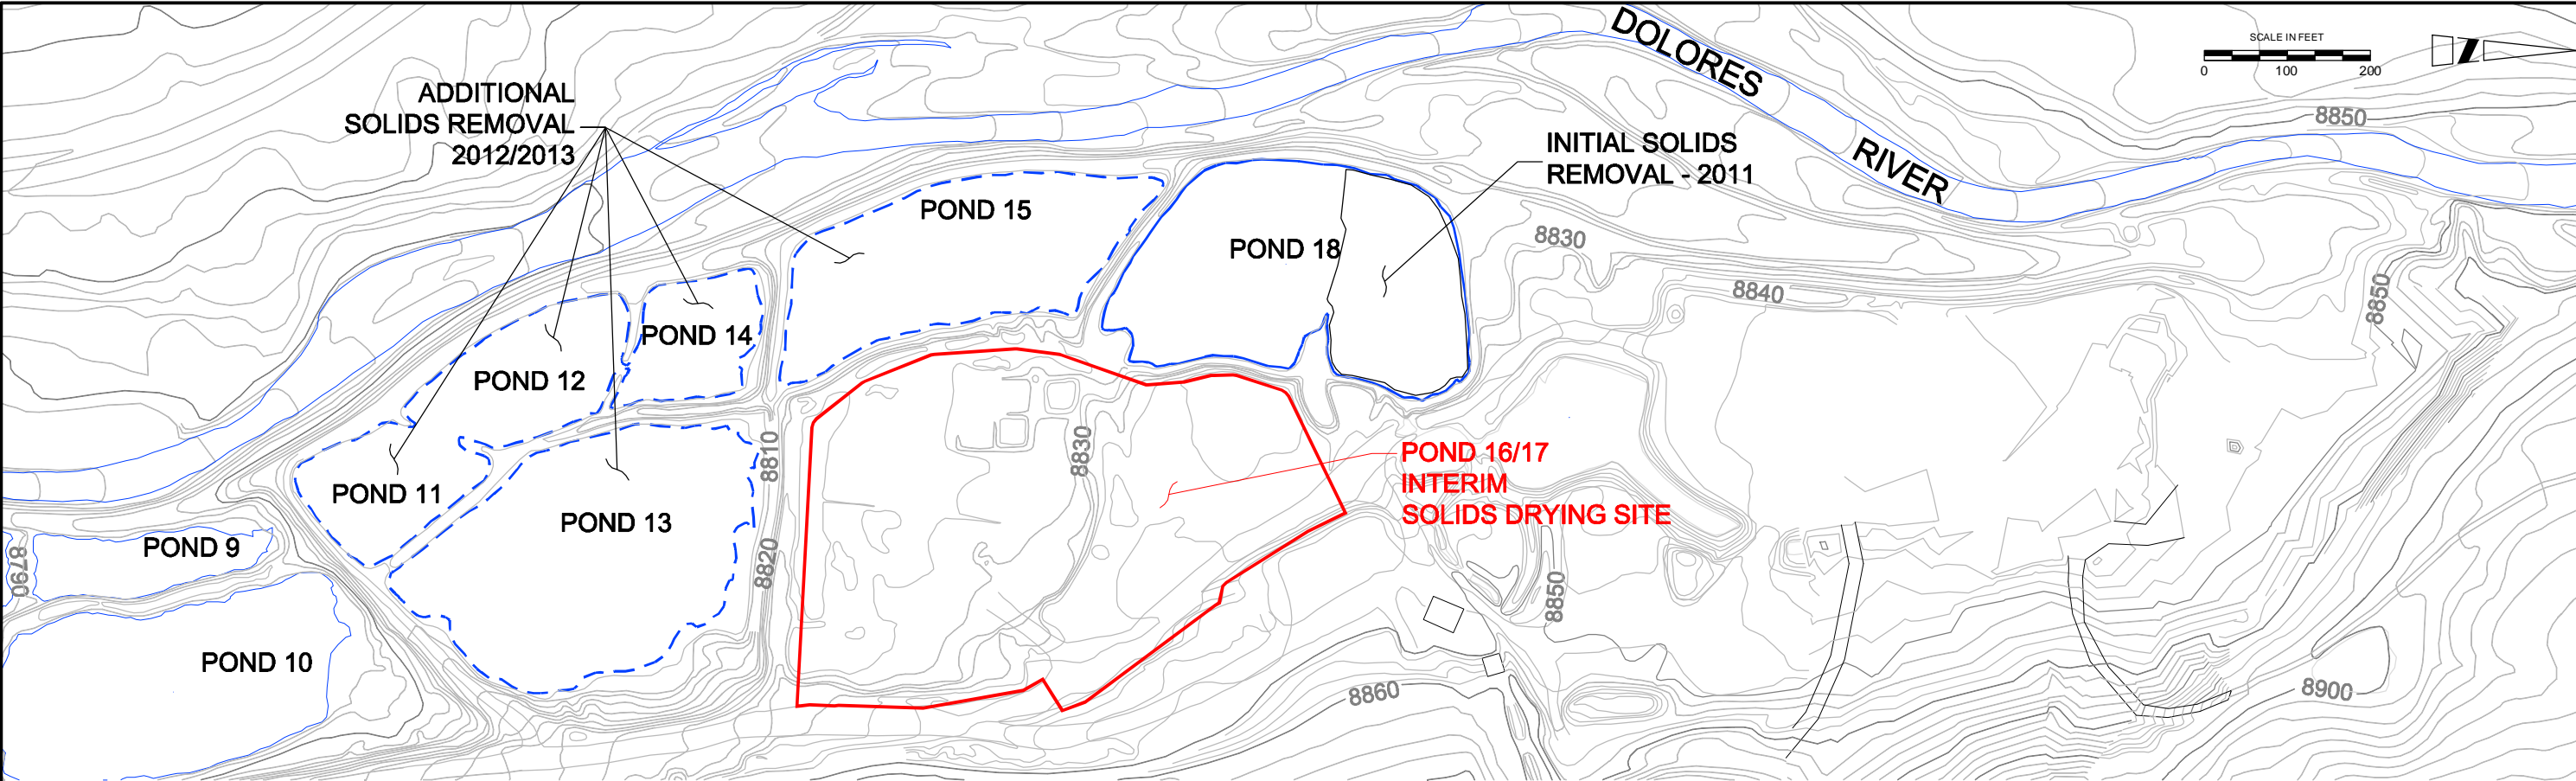 DOLORES
RIVER
SCALE IN FEET
0 100 200
Z
8850
ADDITIONAL
SOLIDS REMOVAL
2012/2013
INITIAL SOLIDS
REMOVAL - 2011
POND 15
POND 18
8830
8840
8850
POND 14
POND 12
POND 11
POND 13
8810
8830
8820
POND 16/17
INTERIM
SOLIDS DRYING SITE
POND 9
8790
POND 10
8850
8860
8900